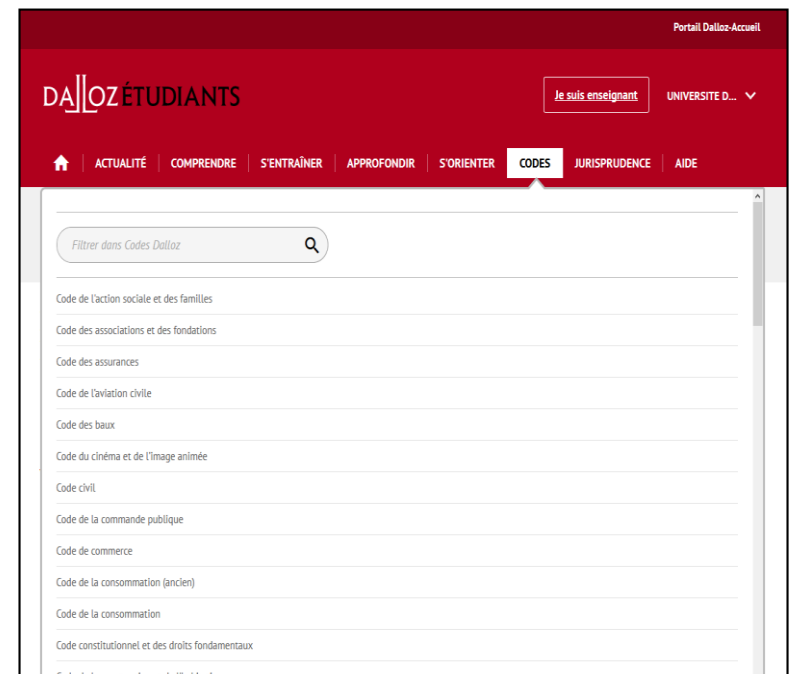 Portail Dalloz-Accueil
DALLOZ ÉTUDIANTS
Je suis enseignant
UNIVERSITE D...
ACTUALITÉ COMPRENDRE S'ENTRAÎNER APPROFONDIR S'ORIENTER CODES JURISPRUDENCE AIDE
Filtrer dans Codes Dalloz
Code de l'action sociale et des familles
Code des associations et des fondations
Code des assurances
Code de l'aviation civile
Code des baux
Code du cinéma et de l'image animée
Code civil
Code de la commande publique
Code de commerce
Code de la consommation (ancien)
Code de la consommation
Code constitutionnel et des droits fondamentaux